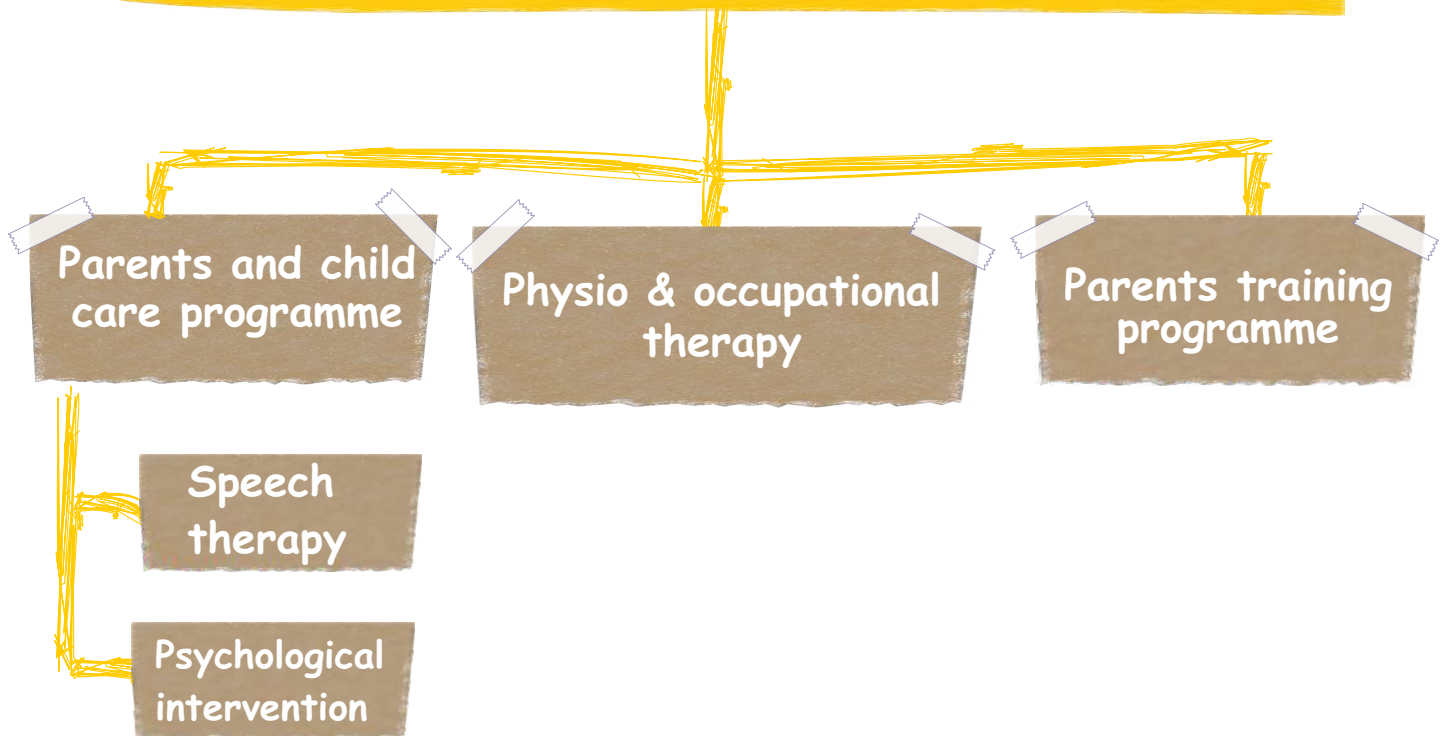 Parents and child
care programme
Physio & occupational
therapy
Parents training
programme
Speech
therapy
Psychological
intervention